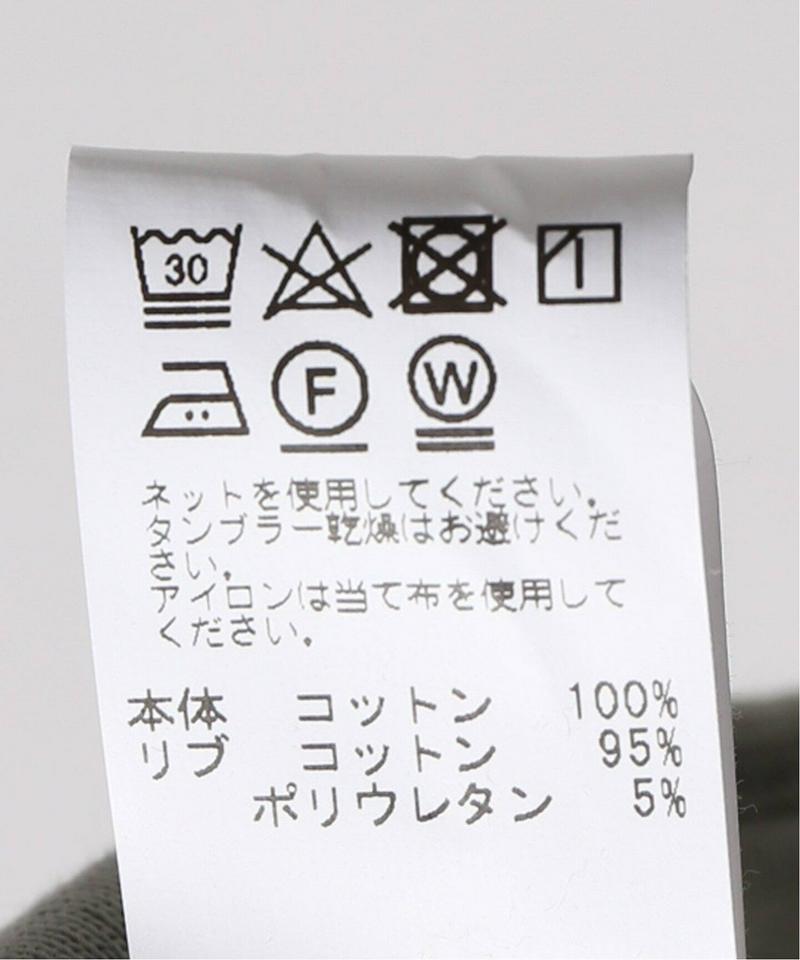 30
F W
ネットを使用してください。
タンブラー乾燥はお避けくだ
さい。
アイロンは当て布を使用して
ください。
本体 コットン 100%
リブ コットン 95%
ポリウレタン 5%